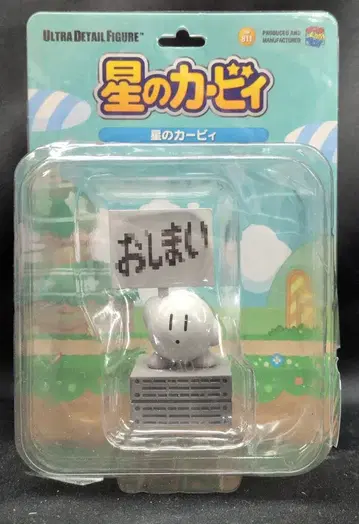 ULTRA DETAIL FIGURE™
PRODUCED AND
MANUFACTURED
星のカービィ
星のカービィ
おしまい